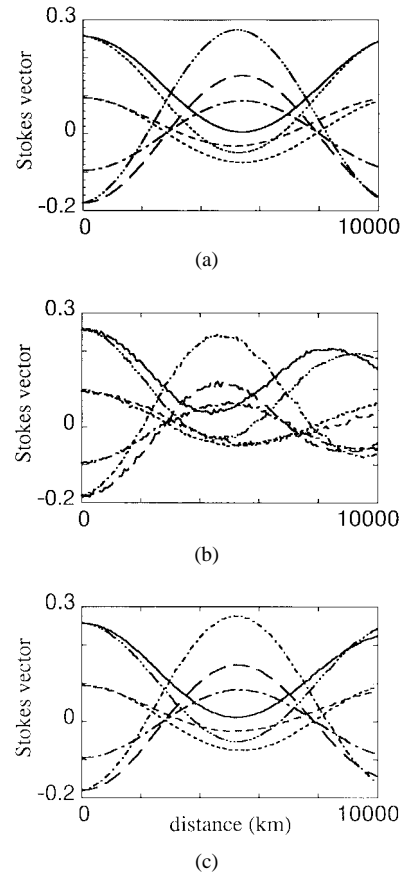 0.3
Stokes vector
0
-0.2
0
10000
(a)
0.3
Stokes vector
0
-0.2
0
10000
(b)
0.3
Stokes vector
0
-0.2
0
distance (km)
10000
(c)